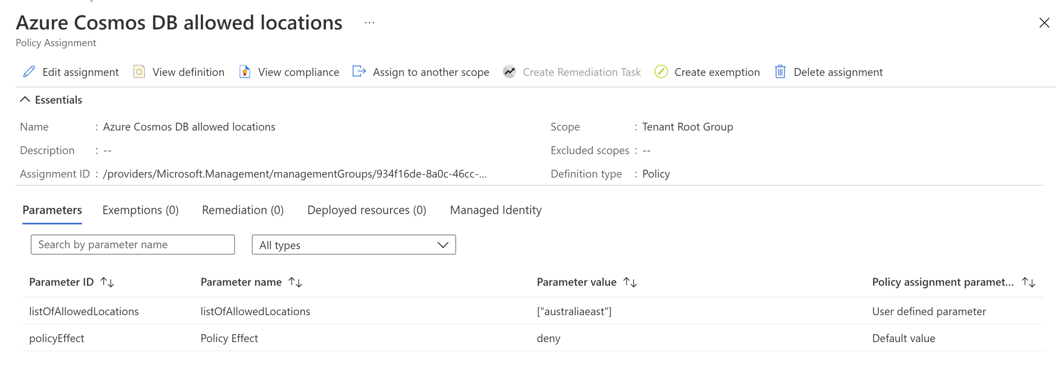 Azure Cosmos DB allowed locations ...
Policy Assignment
Edit assignment View definition View compliance Assign to another scope Create Remediation Task Create exemption Delete assignment
Essentials
Name : Azure Cosmos DB allowed locations Scope : Tenant Root Group
Description : -- Excluded scopes : --
Assignment ID : /providers/Microsoft.Management/managementGroups/934f16de-8a0c-46cc-... Definition type : Policy
Parameters Exemptions (0) Remediation (0) Deployed resources (0) Managed Identity
Search by parameter name All types
Parameter ID Parameter name Parameter value Policy assignment paramet...
listOfAllowedLocations listOfAllowedLocations ["australiaeast"] User defined parameter
policyEffect Policy Effect deny Default value